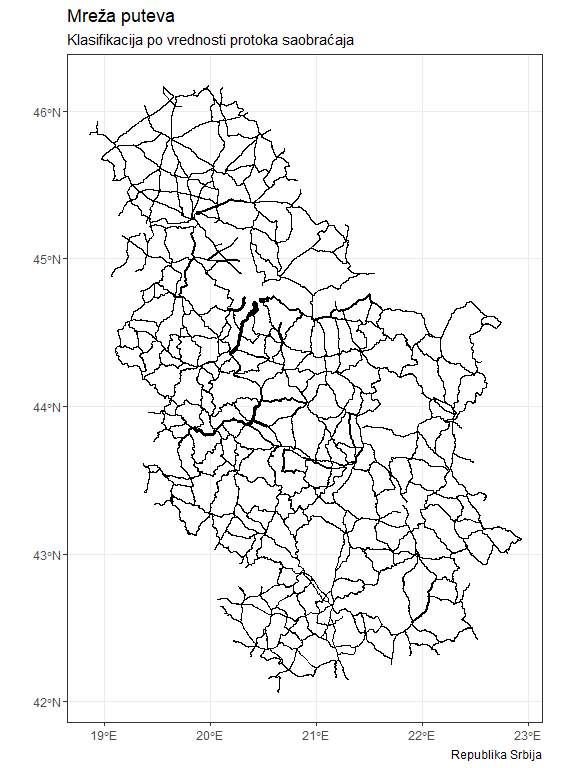 Mreža puteva
Klasifikacija po vrednosti protoka saobraćaja
46°N
45°N
44°N
43°N
42°N
19°E 20°E 21°E 22°E 23°E
Republika Srbija